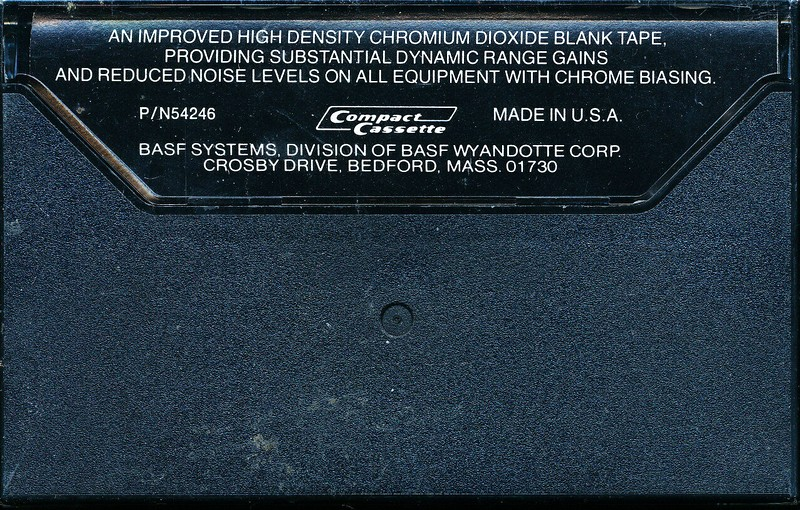 AN IMPROVED HIGH DENSITY CHROMIUM DIOXIDE BLANK TAPE,
PROVIDING SUBSTANTIAL DYNAMIC RANGE GAINS
AND REDUCED NOISE LEVELS ON ALL EQUIPMENT WITH CHROME BIASING.
P/N54246 Compact Cassette MADE IN U.S.A.
BASF SYSTEMS, DIVISION OF BASF WYANDOTTE CORP.
CROSBY DRIVE, BEDFORD, MASS. 01730